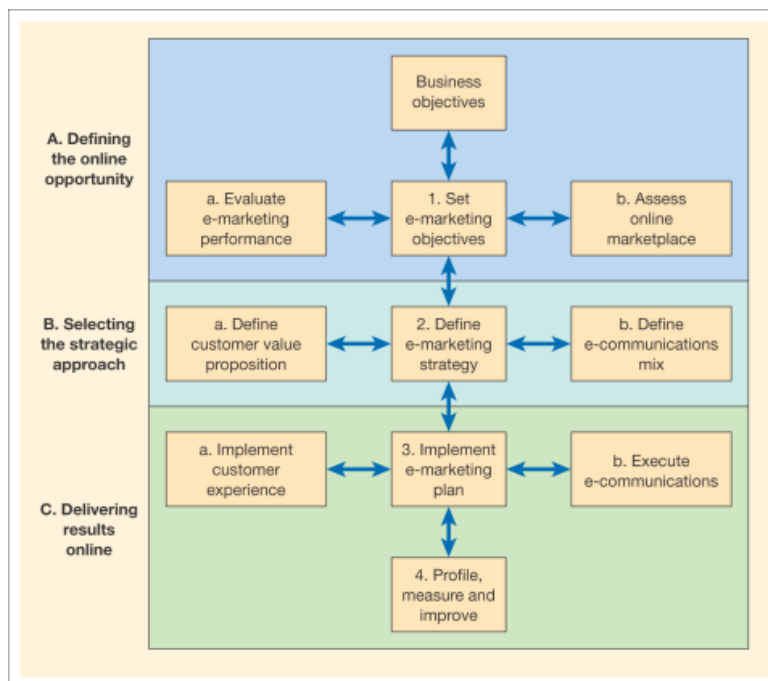 Business
objectives
A. Defining
the online
opportunity
a. Evaluate
e-marketing
performance
1. Set
e-marketing
objectives
b. Assess
online
marketplace
B. Selecting
the strategic
approach
a. Define
customer value
proposition
2. Define
e-marketing
strategy
b. Define
e-communications
mix
a. Implement
customer
experience
3. Implement
e-marketing
plan
b. Execute
e-communications
C. Delivering
results
online
4. Profile,
measure and
improve